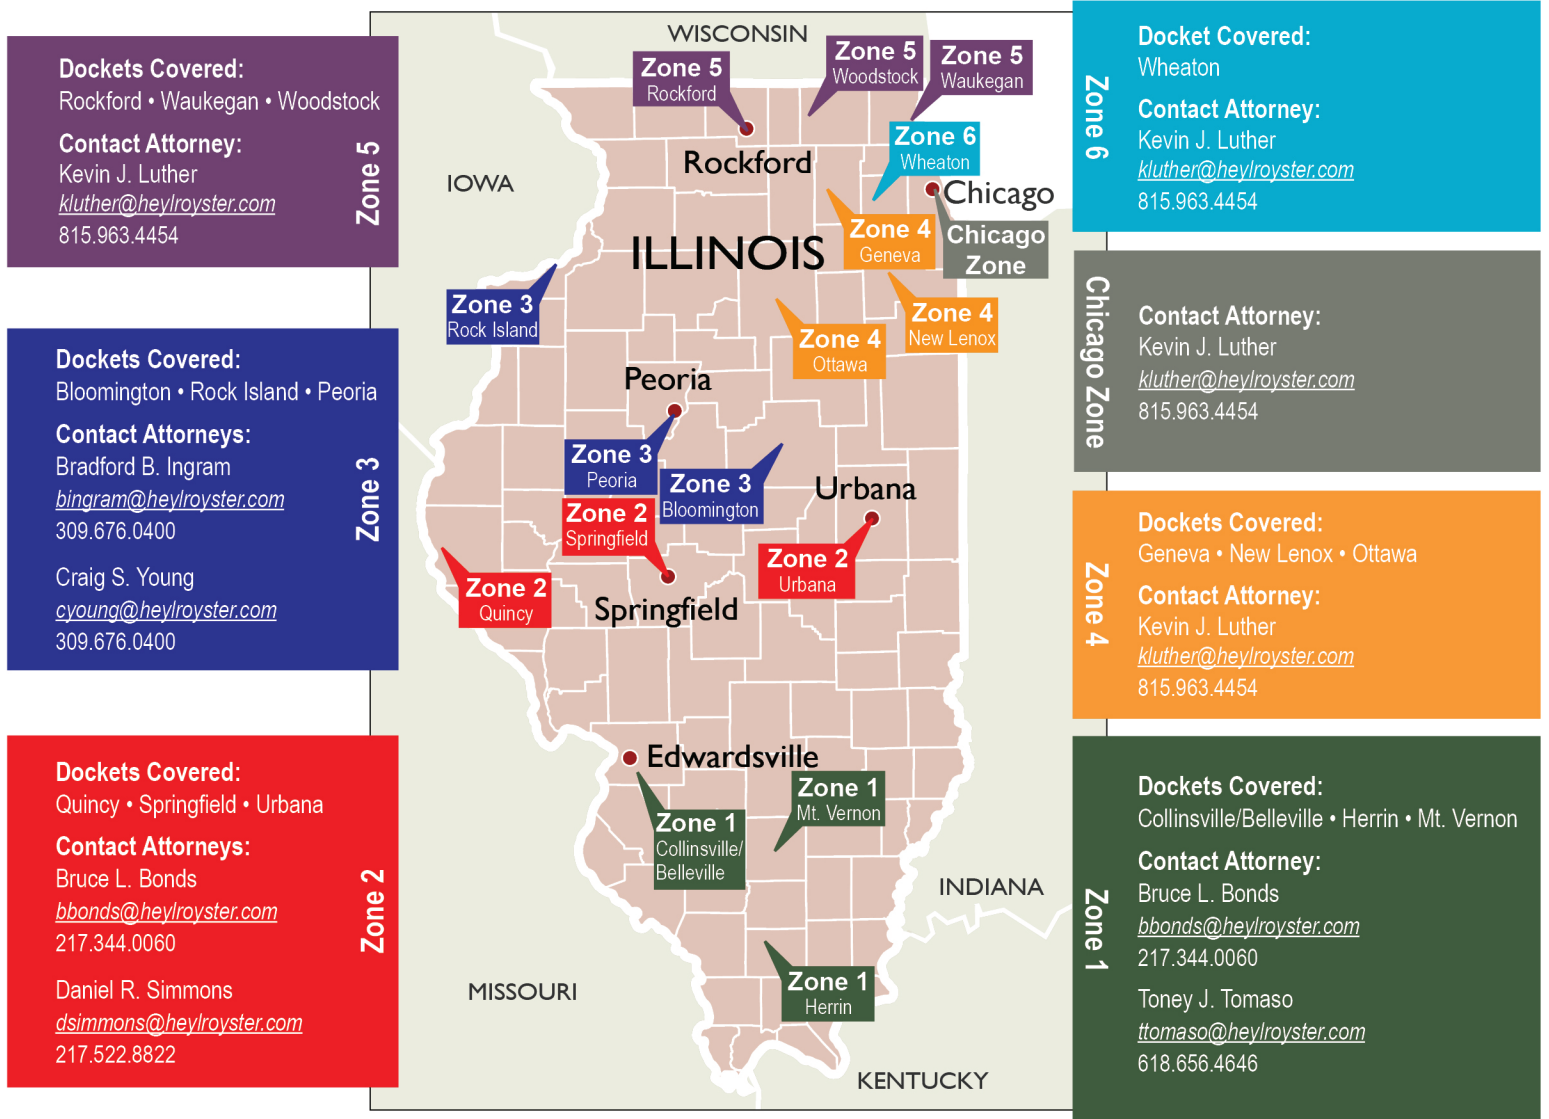 Dockets Covered:
Rockford • Waukegan • Woodstock
Contact Attorney:
Kevin J. Luther
kluther@heylroyster.com
815.963.4454
Zone 5
Dockets Covered:
Bloomington • Rock Island • Peoria
Contact Attorneys:
Bradford B. Ingram
bingram@heylroyster.com
309.676.0400
Craig S. Young
cyoung@heylroyster.com
309.676.0400
Zone 3
Dockets Covered:
Quincy • Springfield • Urbana
Contact Attorneys:
Bruce L. Bonds
bbonds@heylroyster.com
217.344.0060
Daniel R. Simmons
dsimmons@heylroyster.com
217.522.8822
Zone 2
WISCONSIN
Zone 5
Rockford
Zone 5
Woodstock
Zone 5
Waukegan
Zone 6
Wheaton
Rockford
IOWA
Chicago
Zone 4
Geneva
Chicago
Zone
ILLINOIS
Zone 3
Rock Island
Zone 4
New Lenox
Zone 4
Ottawa
Peoria
Zone 3
Peoria
Zone 3
Bloomington
Urbana
Zone 2
Springfield
Zone 2
Urbana
Zone 2
Quincy
Springfield
Edwardsville
Zone 1
Mt. Vernon
Zone 1
Collinsville/
Belleville
INDIANA
Zone 1
Herrin
MISSOURI
KENTUCKY
Zone 6
Docket Covered:
Wheaton
Contact Attorney:
Kevin J. Luther
kluther@heylroyster.com
815.963.4454
Chicago Zone
Contact Attorney:
Kevin J. Luther
kluther@heylroyster.com
815.963.4454
Zone 4
Dockets Covered:
Geneva • New Lenox • Ottawa
Contact Attorney:
Kevin J. Luther
kluther@heylroyster.com
815.963.4454
Zone 1
Dockets Covered:
Collinsville/Belleville • Herrin • Mt. Vernon
Contact Attorney:
Bruce L. Bonds
bbonds@heylroyster.com
217.344.0060
Toney J. Tomaso
ttomaso@heylroyster.com
618.656.4646